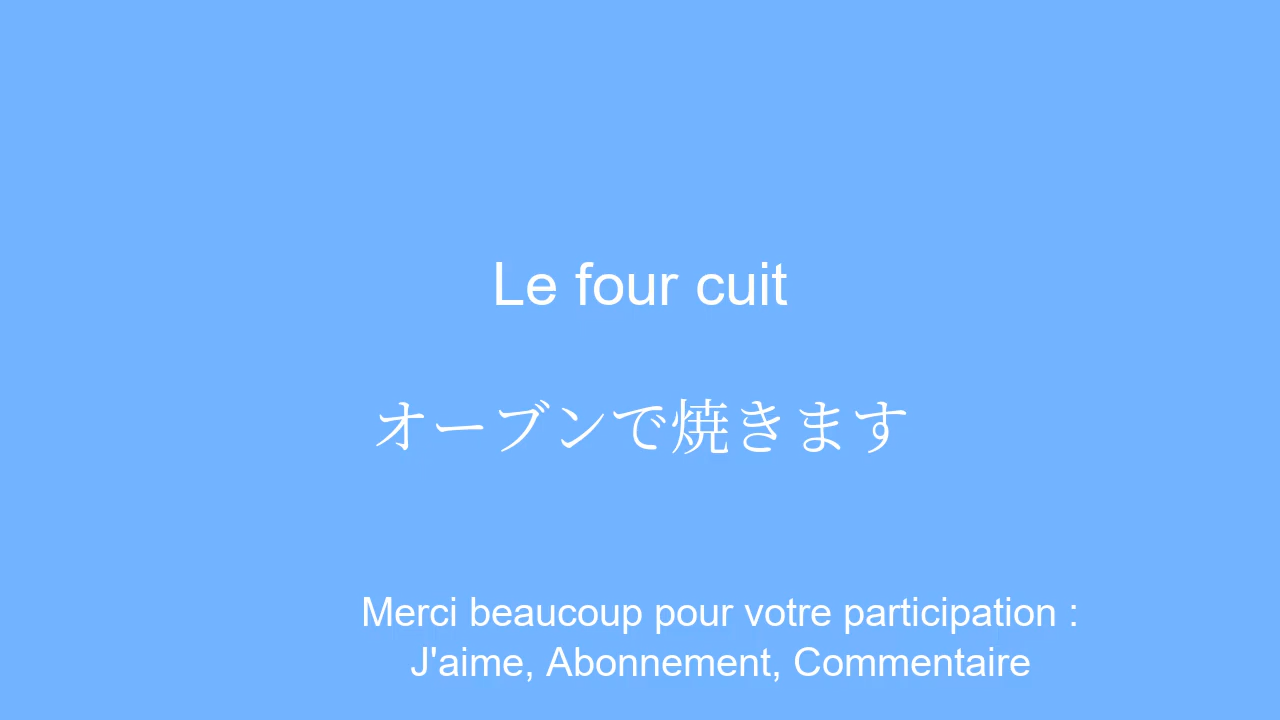 Le four cuit
オーブンで焼きます
Merci beaucoup pour votre participation :
J'aime, Abonnement, Commentaire